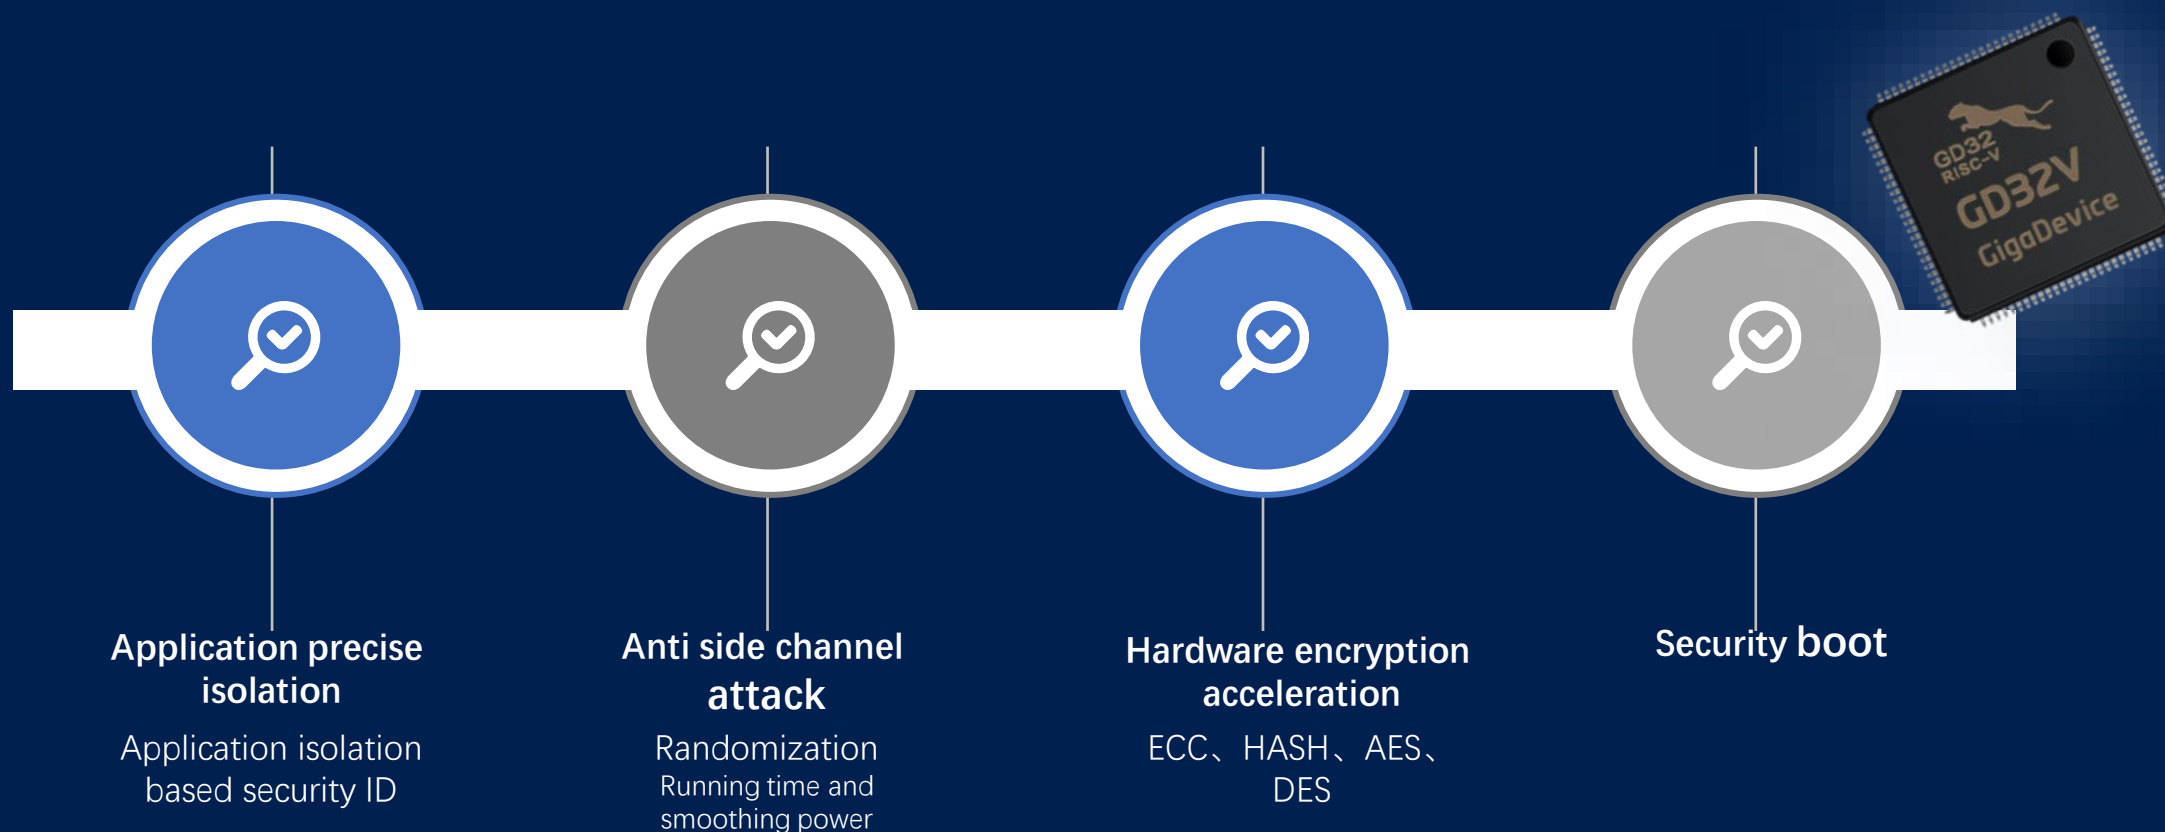 GD32
RISC-V
GD32V
GigaDevice
Application precise
isolation
Application isolation
based security ID
Anti side channel
attack
Randomization
Running time and
smoothing power
Hardware encryption
acceleration
ECC、HASH、AES、
DES
Security boot